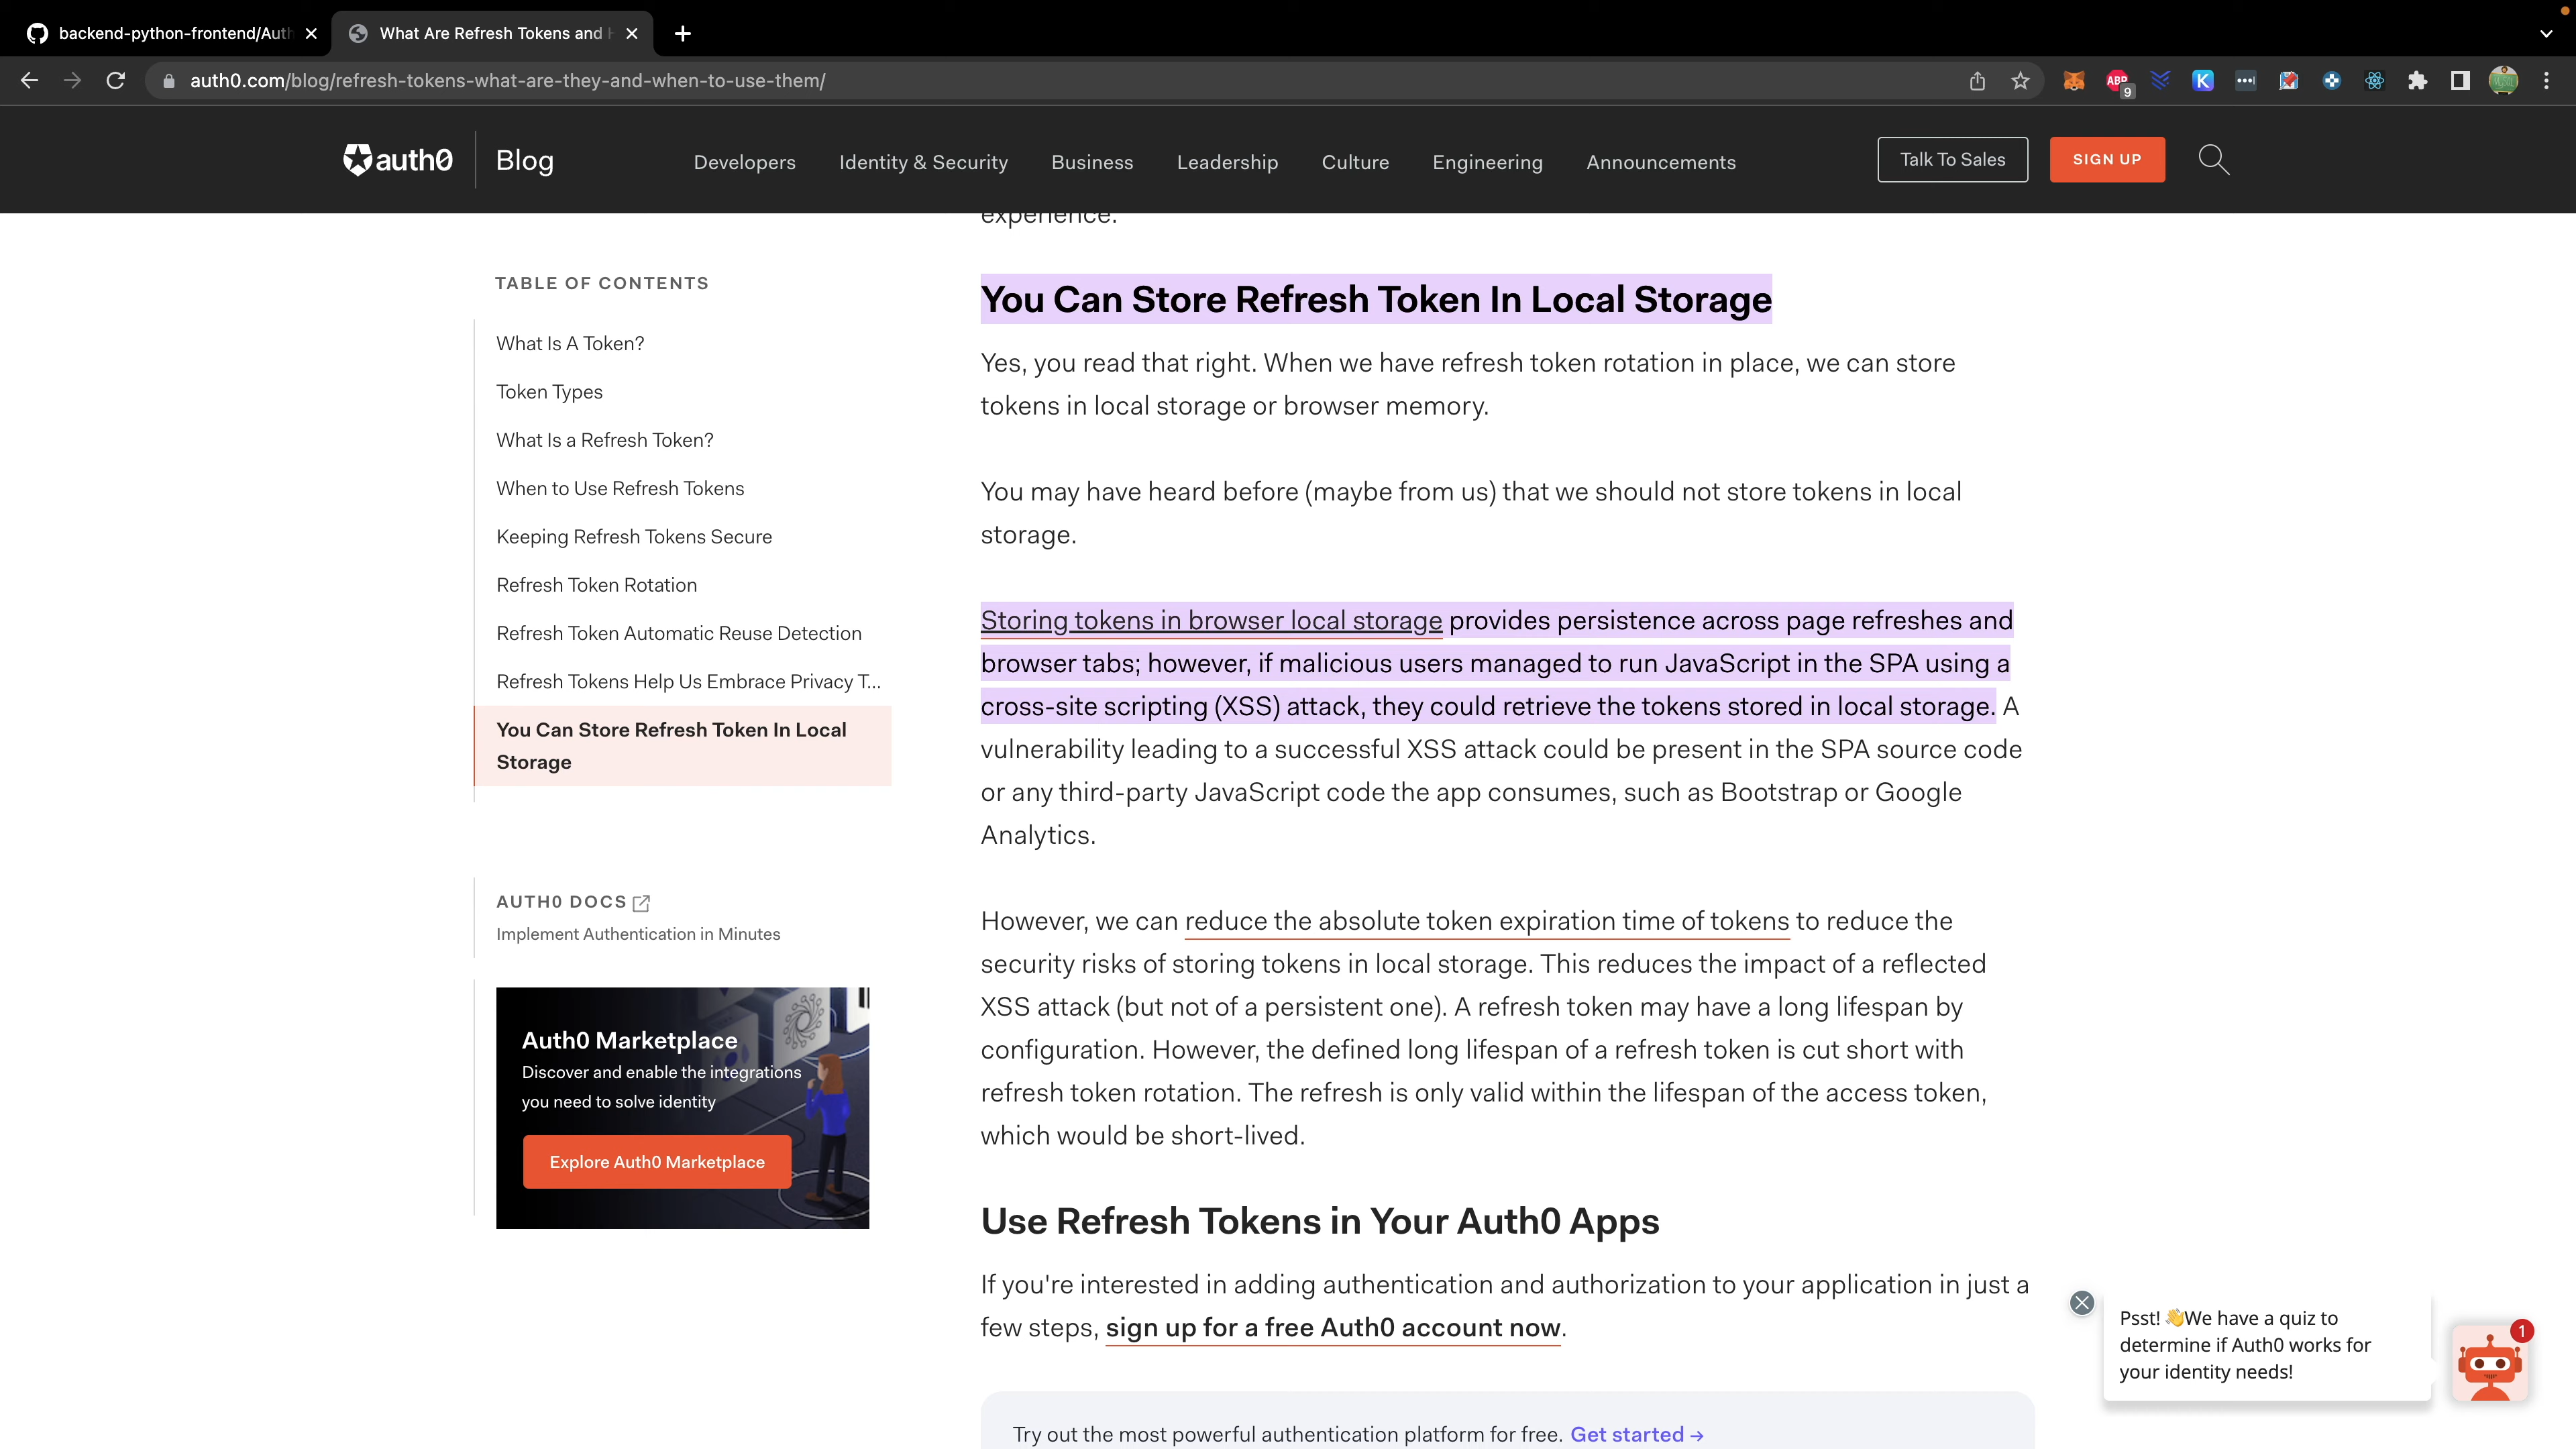 backend-python-frontend/Auth
What Are Refresh Tokens and H
auth0.com/blog/refresh-tokens-what-are-they-and-when-to-use-them/
ABP
9
K
auth0
Blog
Developers
Identity & Security
Business
Leadership
Culture
Engineering
Announcements
Talk To Sales
SIGN UP
experience.
TABLE OF CONTENTS
What Is A Token?
Token Types
What Is a Refresh Token?
When to Use Refresh Tokens
Keeping Refresh Tokens Secure
Refresh Token Rotation
Refresh Token Automatic Reuse Detection
Refresh Tokens Help Us Embrace Privacy T...
You Can Store Refresh Token In Local
Storage
AUTH0 DOCS
Implement Authentication in Minutes
Auth0 Marketplace
Discover and enable the integrations
you need to solve identity
Explore Auth0 Marketplace
You Can Store Refresh Token In Local Storage
Yes, you read that right. When we have refresh token rotation in place, we can store
tokens in local storage or browser memory.
You may have heard before (maybe from us) that we should not store tokens in local
storage.
Storing tokens in browser local storage provides persistence across page refreshes and
browser tabs; however, if malicious users managed to run JavaScript in the SPA using a
cross-site scripting (XSS) attack, they could retrieve the tokens stored in local storage. A
vulnerability leading to a successful XSS attack could be present in the SPA source code
or any third-party JavaScript code the app consumes, such as Bootstrap or Google
Analytics.
However, we can reduce the absolute token expiration time of tokens to reduce the
security risks of storing tokens in local storage. This reduces the impact of a reflected
XSS attack (but not of a persistent one). A refresh token may have a long lifespan by
configuration. However, the defined long lifespan of a refresh token is cut short with
refresh token rotation. The refresh is only valid within the lifespan of the access token,
which would be short-lived.
Use Refresh Tokens in Your Auth0 Apps
If you're interested in adding authentication and authorization to your application in just a
few steps, sign up for a free Auth0 account now.
Try out the most powerful authentication platform for free. Get started →
Psst! 👋We have a quiz to
determine if Auth0 works for
your identity needs!
1